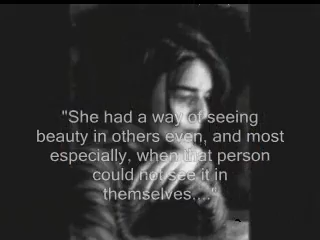 "She had a way of seeing
beauty in others even, and most
especially, when that person
could not see it in
themselves...."